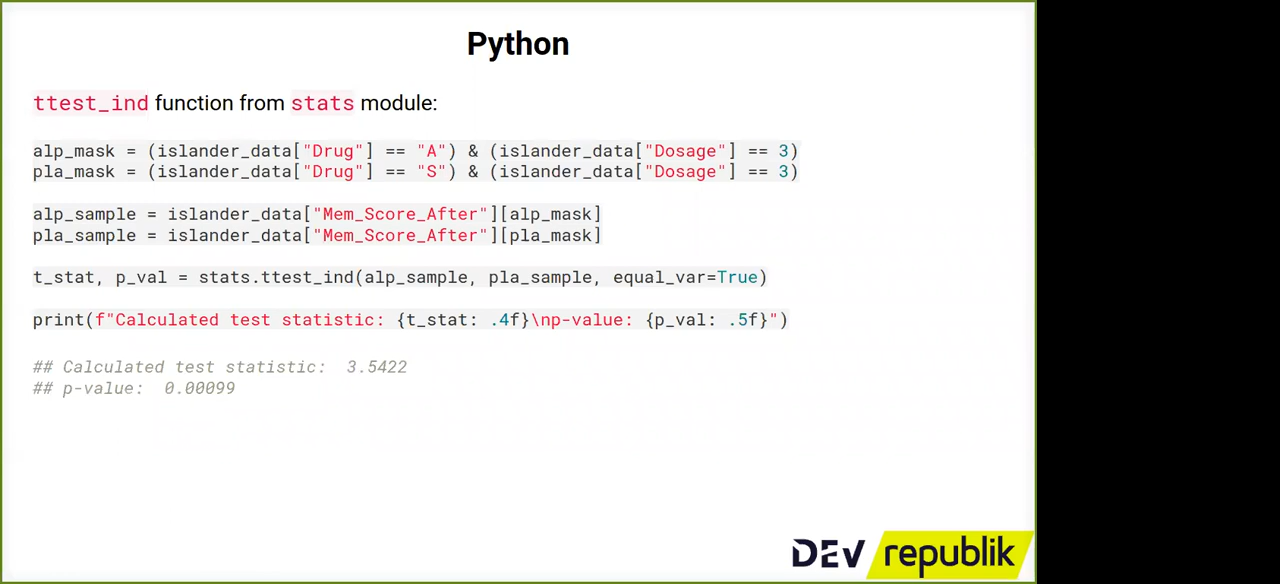 Python
ttest_ind function from stats module:
alp_mask = (islander_data["Drug"] == "A") & (islander_data["Dosage"] == 3)
pla_mask = (islander_data["Drug"] == "S") & (islander_data["Dosage"] == 3)
alp_sample = islander_data["Mem_Score_After"][alp_mask]
pla_sample = islander_data["Mem_Score_After"][pla_mask]
t_stat, p_val = stats.ttest_ind(alp_sample, pla_sample, equal_var=True)
print(f"Calculated test statistic: {t_stat: .4f}\np-value: {p_val: .5f}")
## Calculated test statistic:  3.5422
## p-value:  0.00099
DEV republik